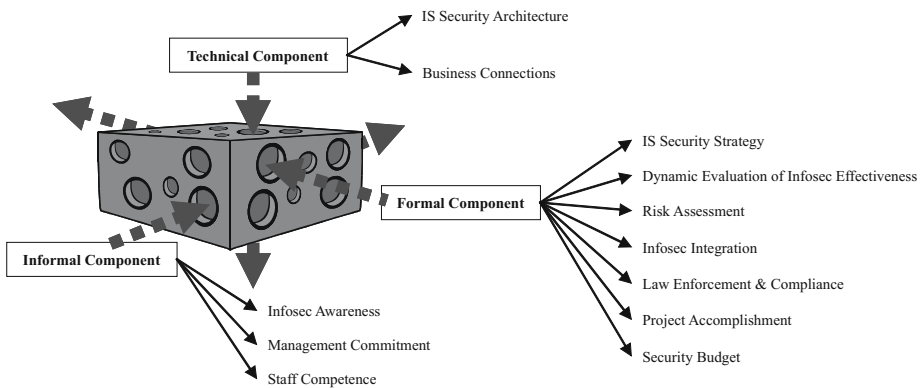 IS Security Architecture
Technical Component
Business Connections
IS Security Strategy
Dynamic Evaluation of Infosec Effectiveness
Formal Component
Risk Assessment
Infosec Integration
Informal Component
Law Enforcement & Compliance
Infosec Awareness
Project Accomplishment
Management Commitment
Security Budget
Staff Competence